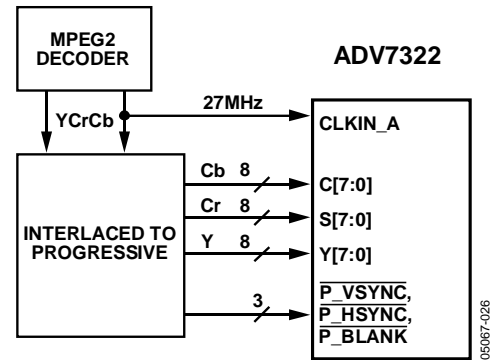 MPEG2
DECODER
ADV7322
YCrCb
27MHz
CLKIN_A
INTERLACED TO
PROGRESSIVE
Cb 8
C[7:0]
Cr 8
S[7:0]
Y 8
Y[7:0]
3
P_VSYNC,
P_HSYNC,
P_BLANK
05067-026